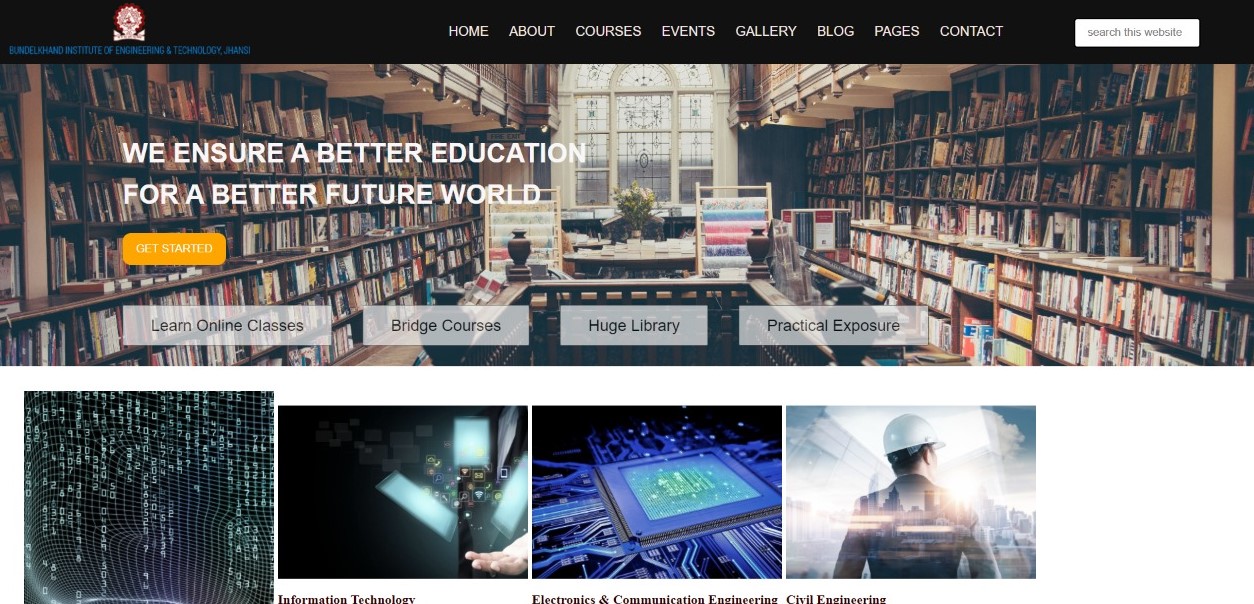 BUNDELKHAND INSTITUTE OF ENGINEERING & TECHNOLOGY, JHANSI
HOME ABOUT COURSES EVENTS GALLERY BLOG PAGES CONTACT
search this website
WE ENSURE A BETTER EDUCATION
FOR A BETTER FUTURE WORLD
GET STARTED
Learn Online Classes Bridge Courses Huge Library Practical Exposure
Information Technology Electronics & Communication Engineering Civil Engineering